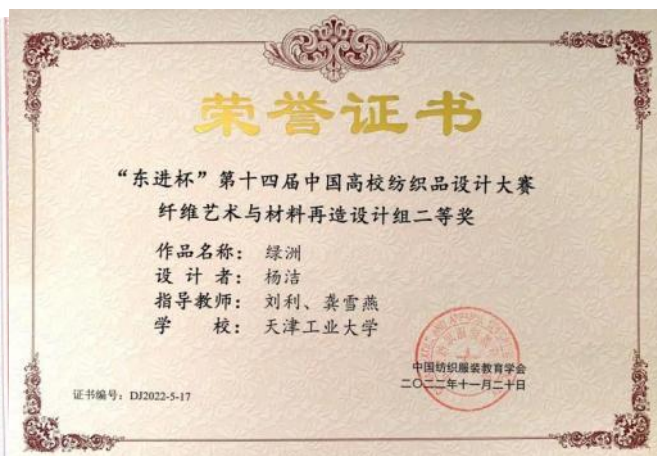 荣誉证书
“东进杯”第十四届中国高校纺织品设计大赛
纤维艺术与材料再造设计组二等奖
作品名称： 绿洲
设 计 者： 杨洁
指导教师： 刘利、龚雪燕
学 校： 天津工业大学
中国纺织服装教育学会
二〇二二年十一月二十日
证书编号：DJ2022-5-17